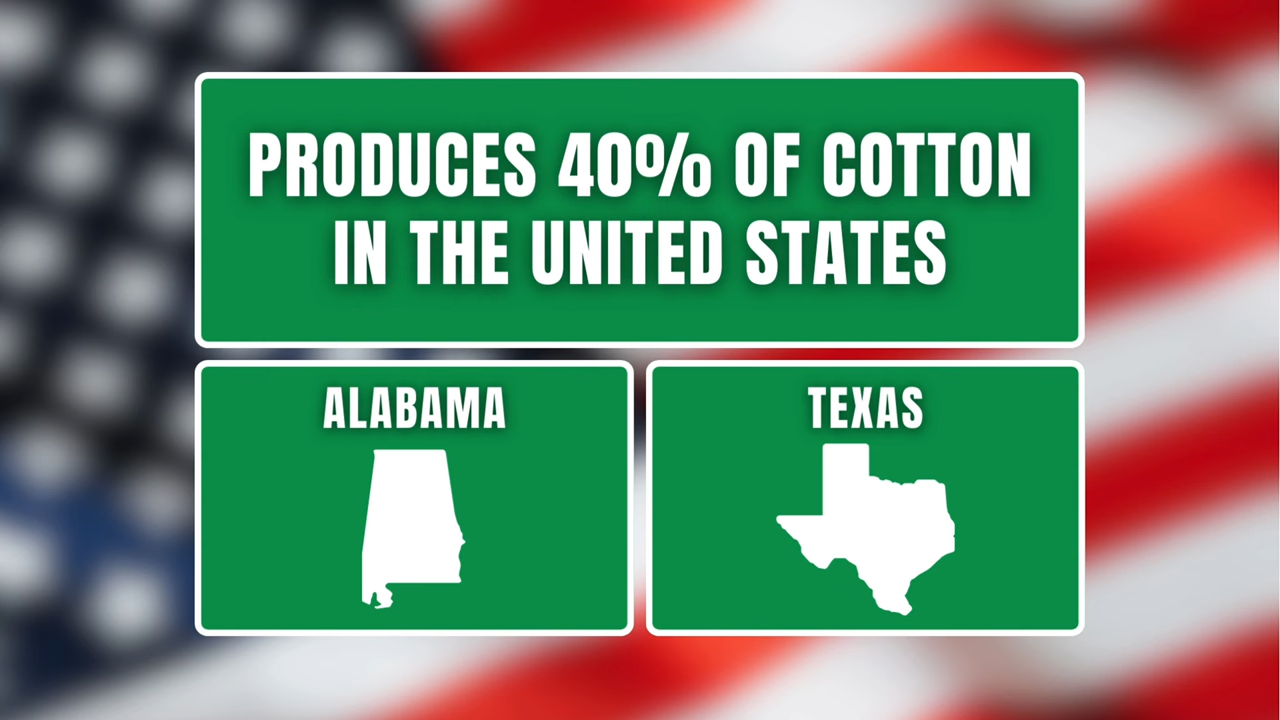 PRODUCES 40% OF COTTON
IN THE UNITED STATES
ALABAMA
TEXAS